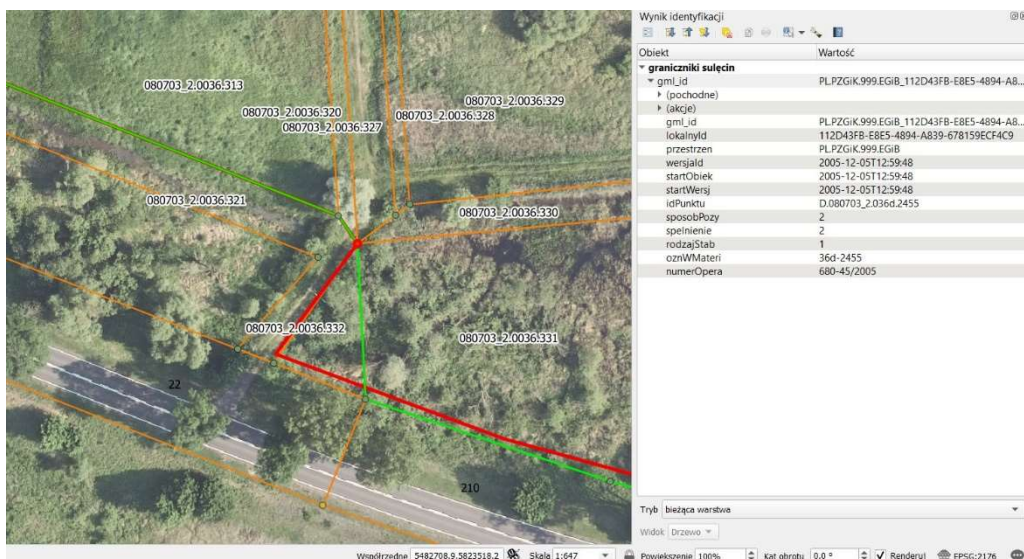 080703_2.0036.313
080703_2.0036.320
080703_2.0036.327
080703_2.0036.328
080703_2.0036.329
080703_2.0036.321
080703_2.0036.330
080703_2.0036.332
080703_2.0036.331
22
210
Wynik identyfikacji
Obiekt Wartość
graniczniki sulęcin
gml_id PL.PZGiK.999.EGiB_112D43FB-E8E5-4894-A8...
(pochodne)
(akcje)
gml_id PL.PZGiK.999.EGiB_112D43FB-E8E5-4894-A8...
lokalnyId 112D43FB-E8E5-4894-A839-678159ECF4C9
przestrzen PL.PZGiK.999.EGiB
wersjaId 2005-12-05T12:59:48
startObiek 2005-12-05T12:59:48
startWersj 2005-12-05T12:59:48
idPunktu D.080703_2.036d.2455
sposobPozy 2
spelnienie 2
rodzajStab 1
oznWMateri 36d-2455
numerOpera 680-45/2005
Tryb bieżąca warstwa
Widok Drzewo
Współrzędne 5482708.9,5823518.2 Skala 1:647 Powiększenie 100% Kąt obrotu 0,0 ° Renderuj EPSG:2176